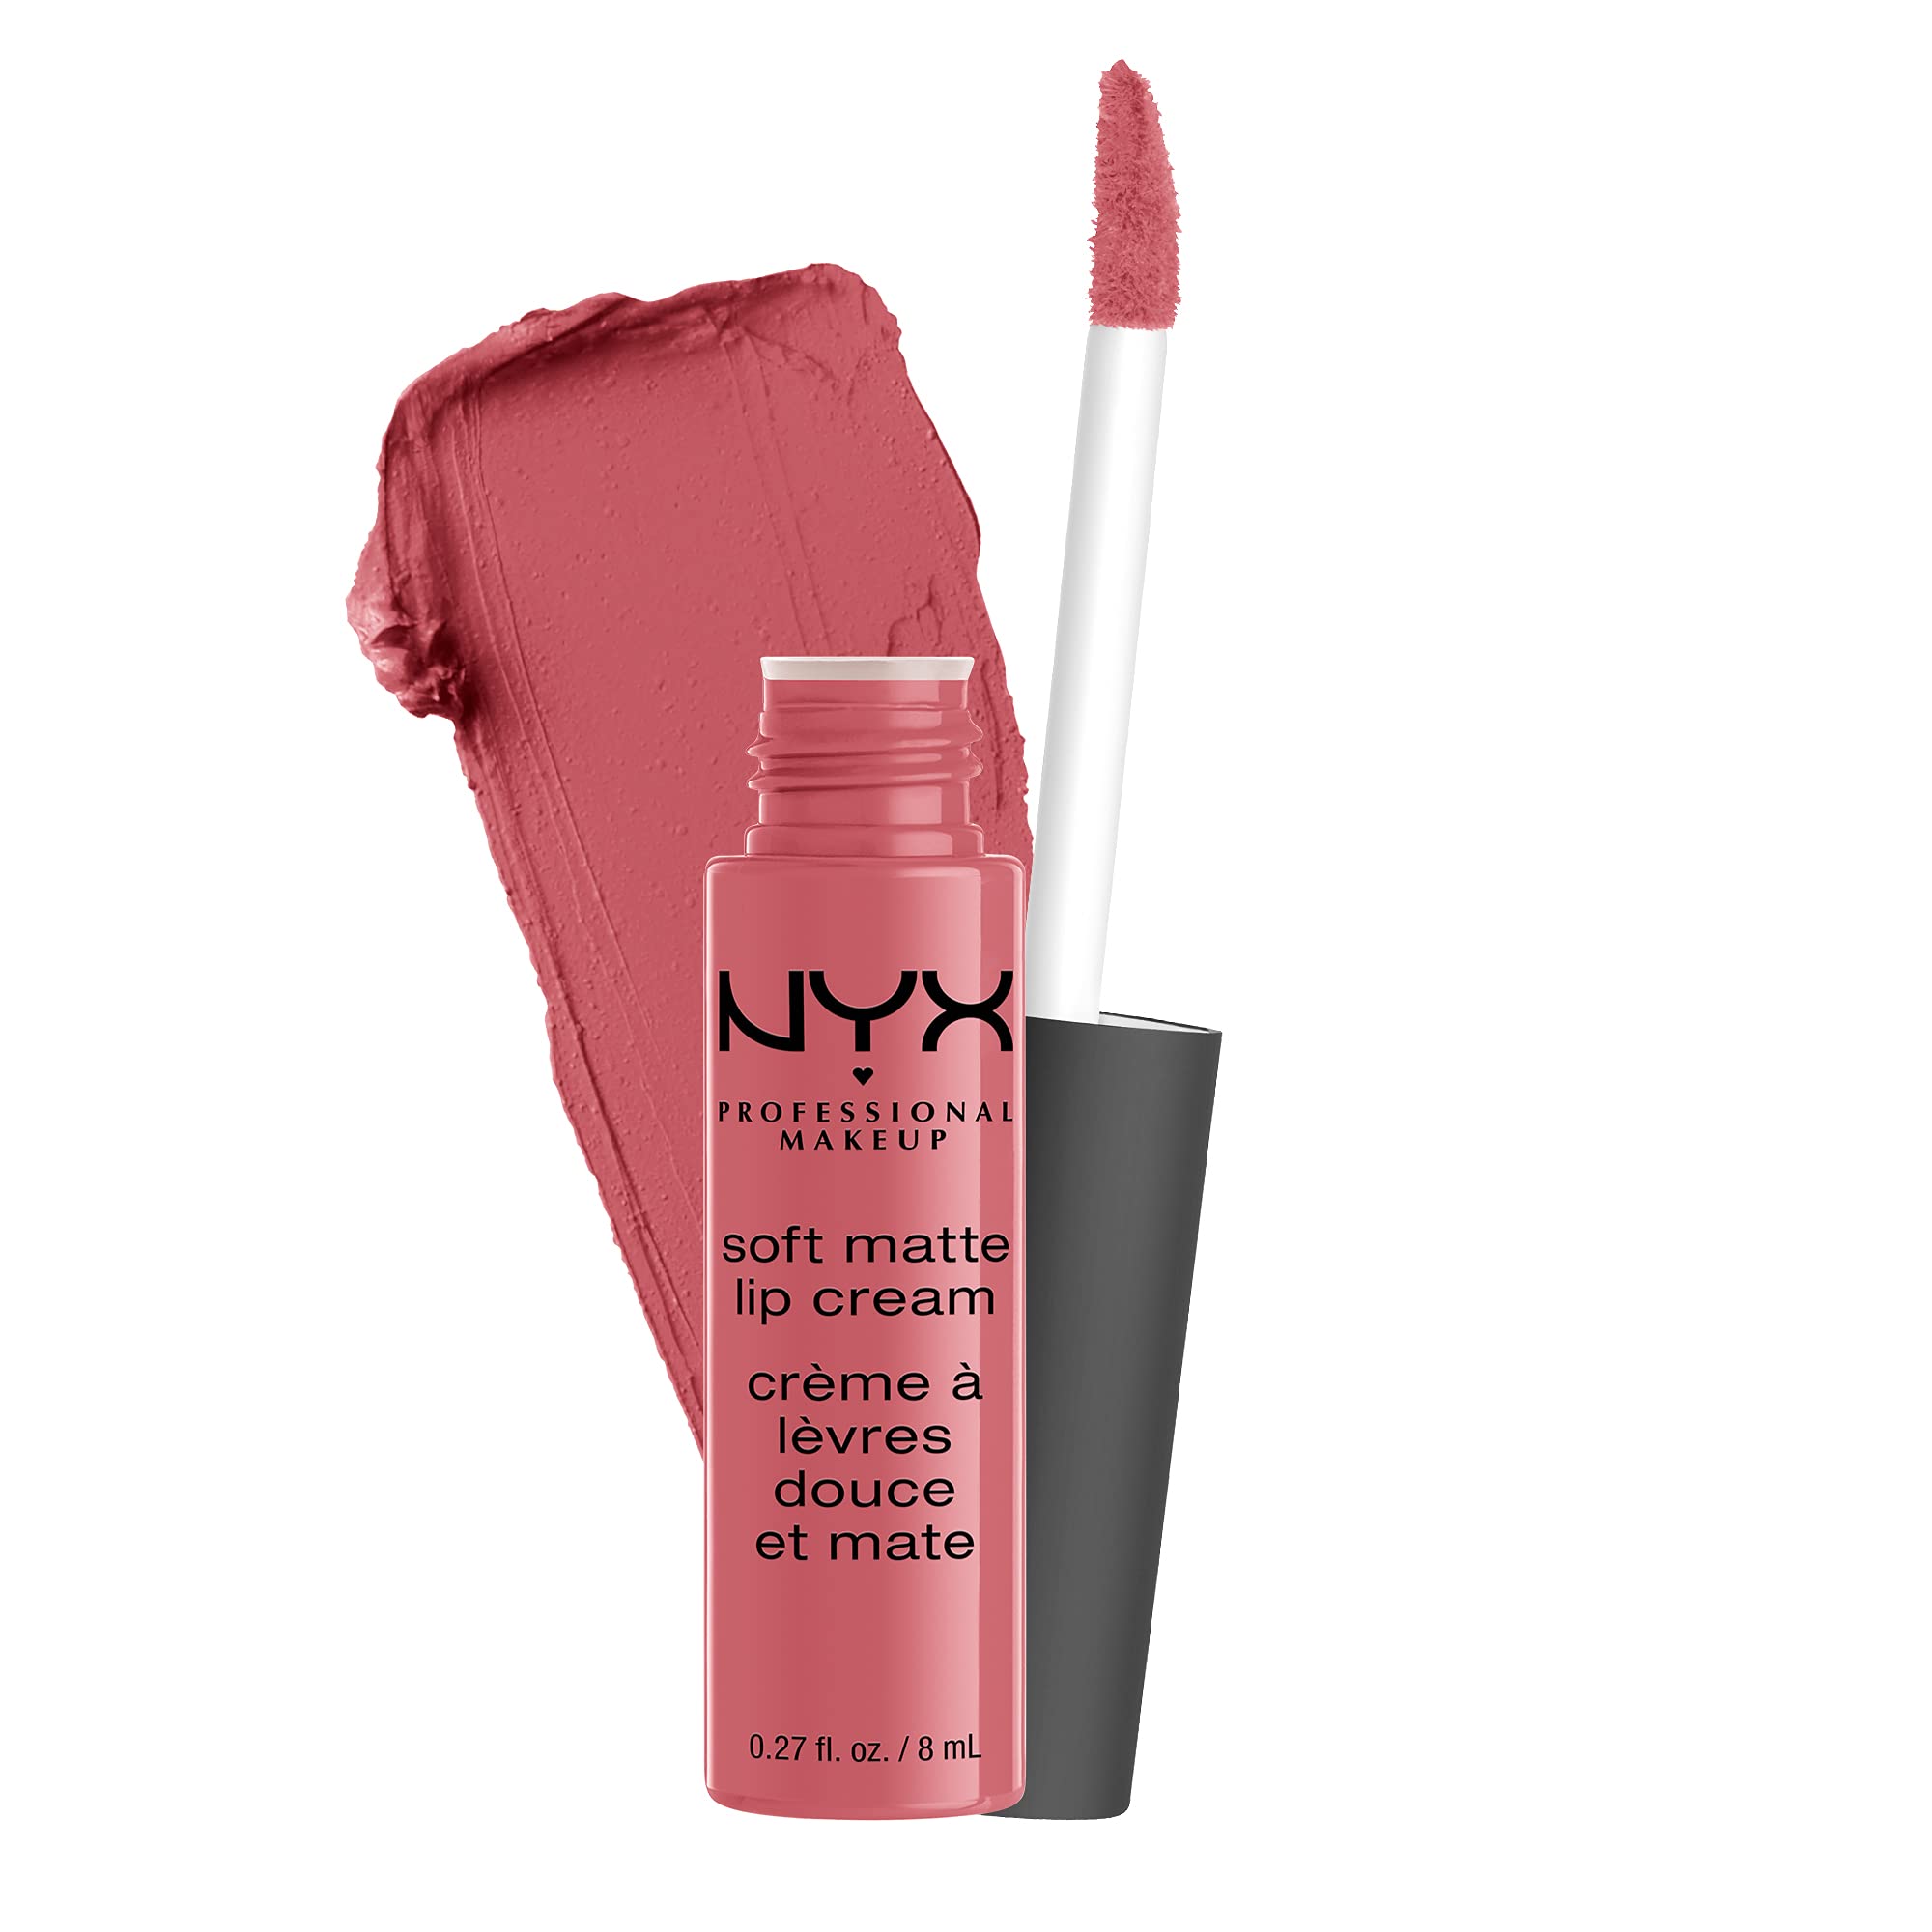 NYX
PROFESSIONAL
MAKEUP
soft matte
lip cream
crème à
lèvres
douce
et mate
0.27 fl. oz. / 8 mL